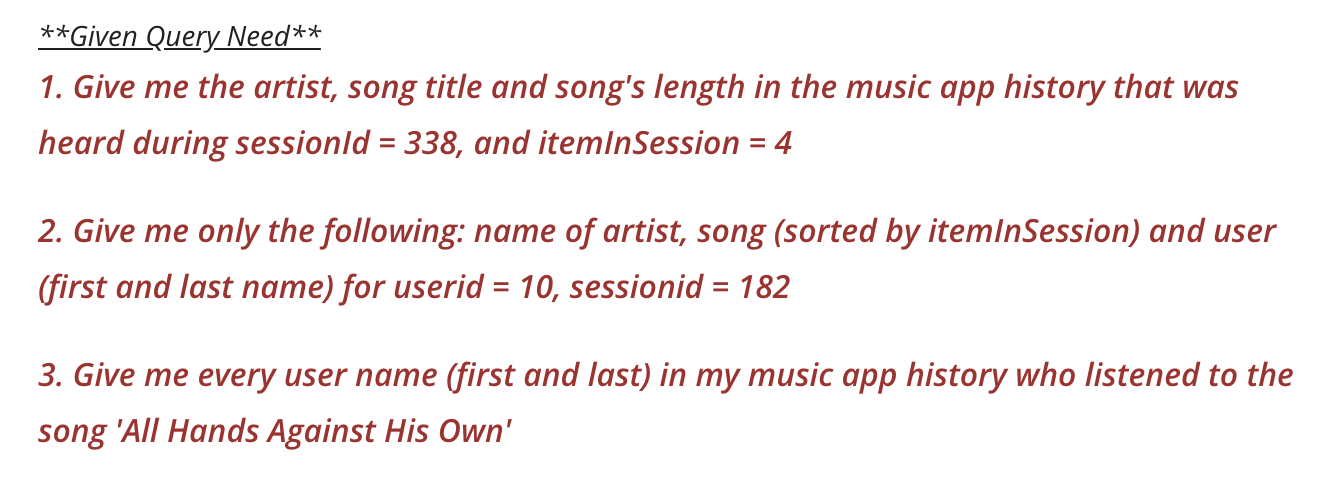 **Given Query Need**
1. Give me the artist, song title and song's length in the music app history that was
heard during sessionId = 338, and itemInSession = 4
2. Give me only the following: name of artist, song (sorted by itemInSession) and user
(first and last name) for userid = 10, sessionid = 182
3. Give me every user name (first and last) in my music app history who listened to the
song 'All Hands Against His Own'